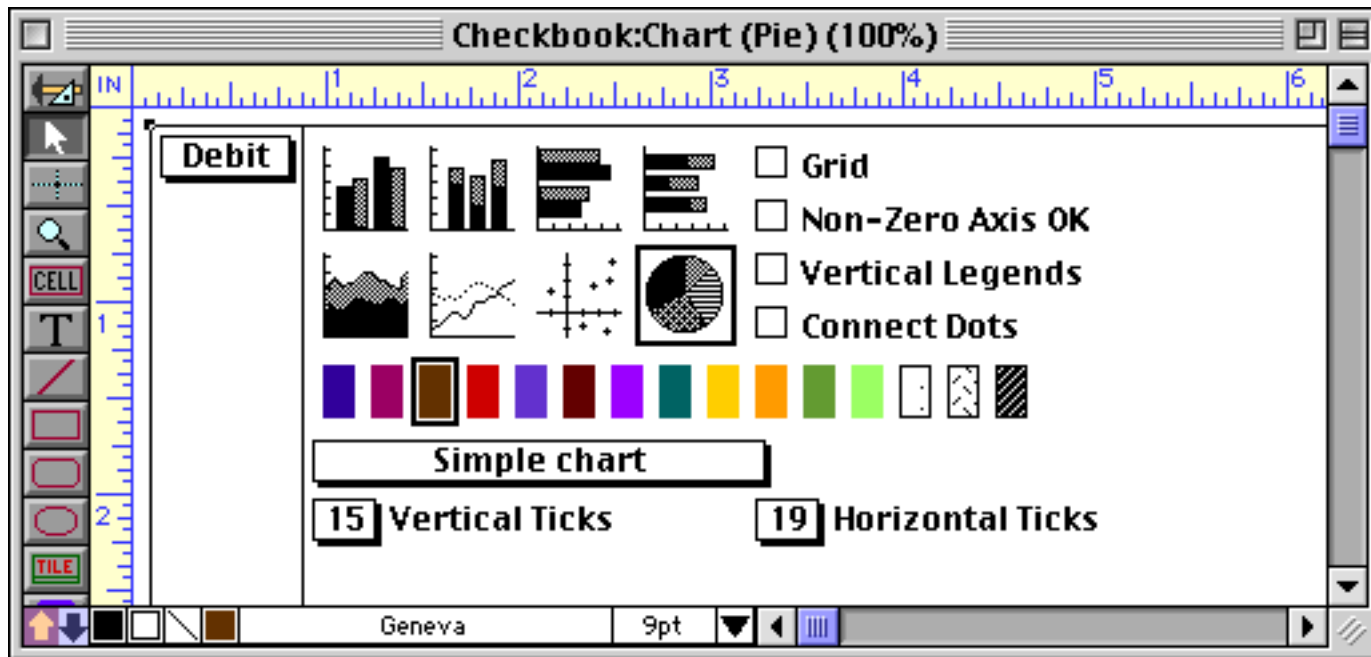 Checkbook:Chart (Pie) (100%)
IN 1 2 3 4 5 6
Debit
Grid
Non-Zero Axis OK
CELL
Vertical Legends
T
1
Connect Dots
Simple chart
2
15 Vertical Ticks
19 Horizontal Ticks
TILE
Geneva
9pt